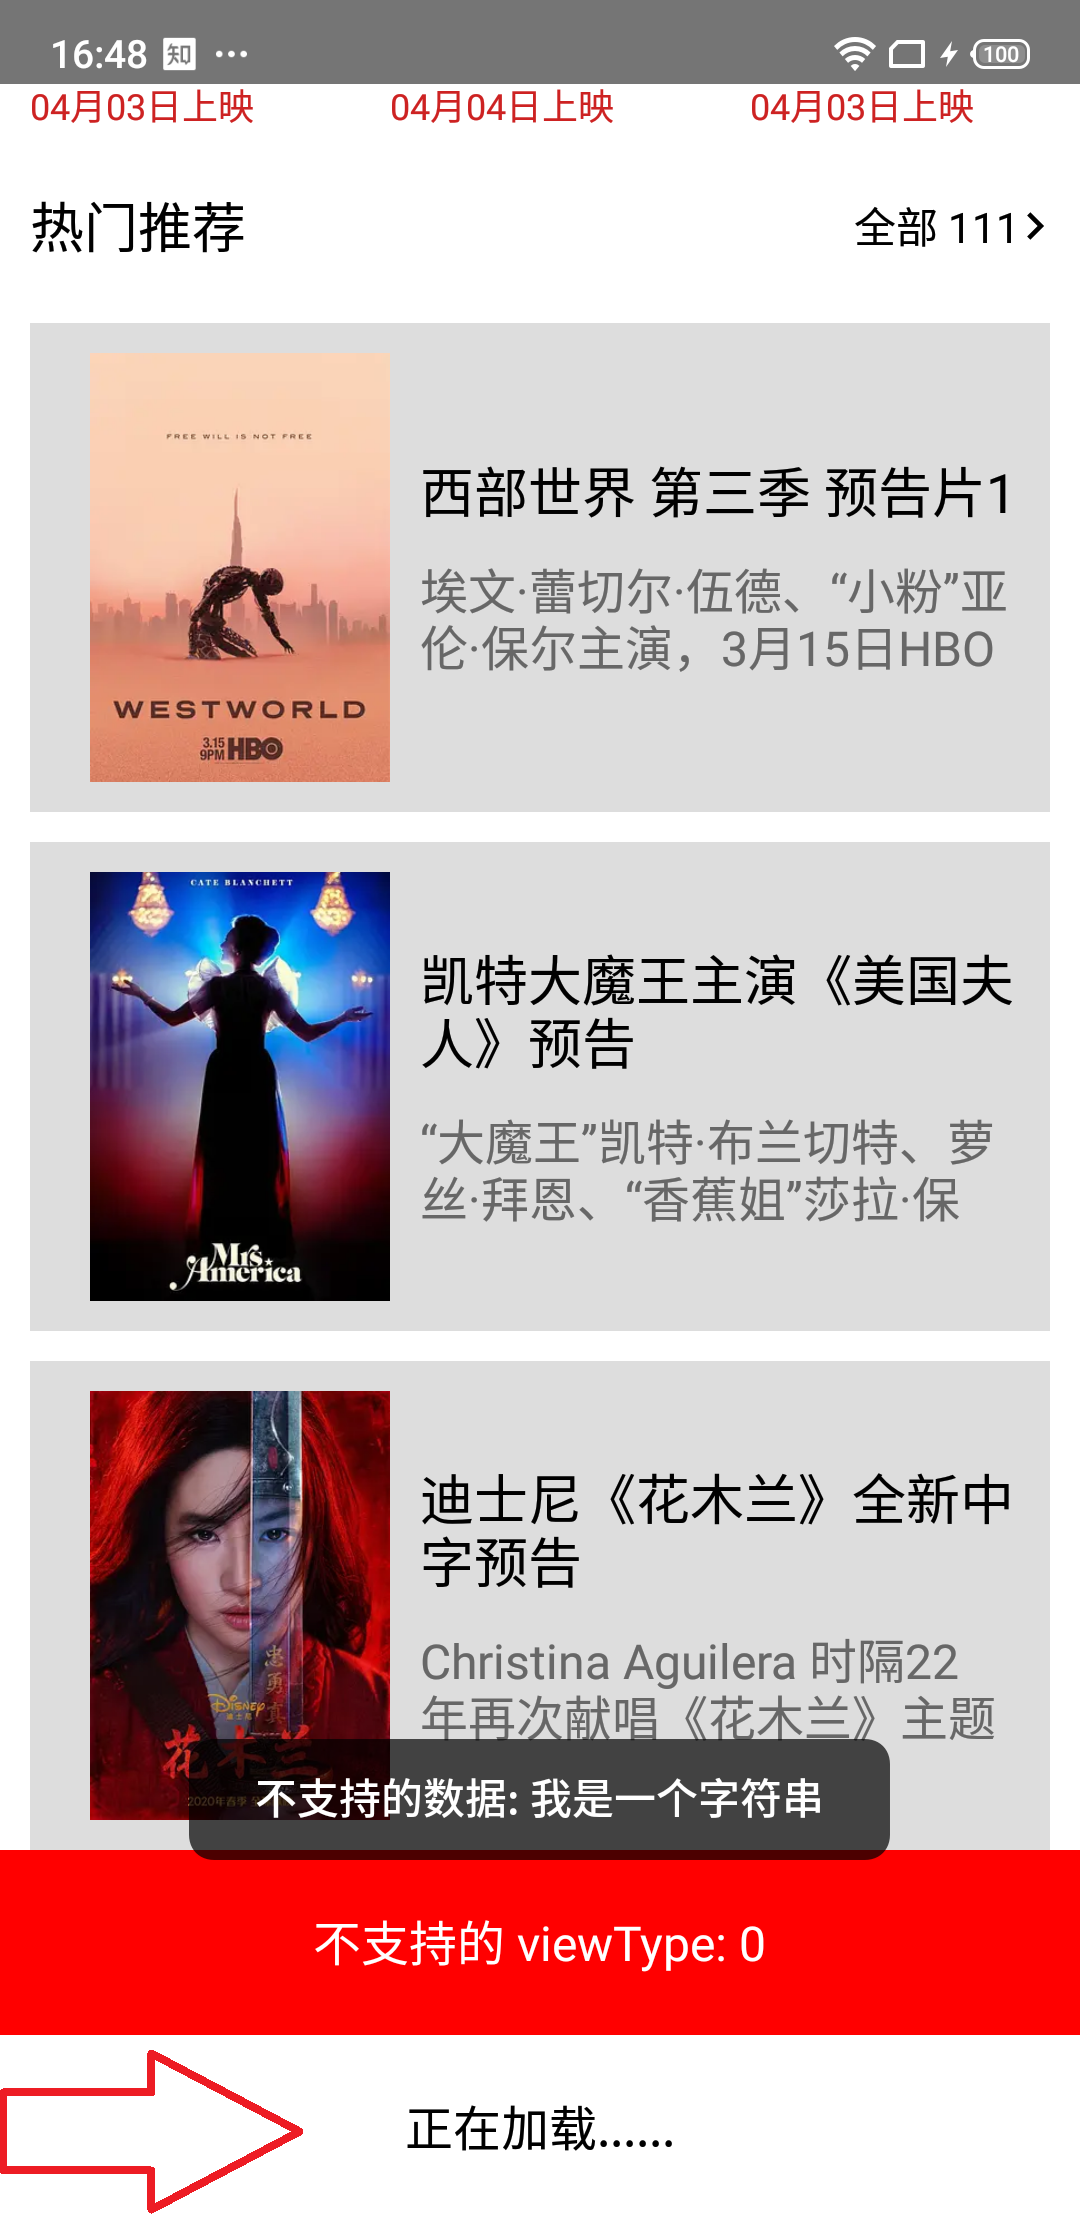 16:48 知 ... 100
04月03日上映 04月04日上映 04月03日上映
热门推荐 全部 111
FREE WILL IS NOT FREE
WESTWORLD
3.15
9PM HBO
西部世界 第三季 预告片1
埃文·蕾切尔·伍德、“小粉”亚
伦·保尔主演，3月15日HBO
CATE BLANCHETT
Mrs.
America
凯特大魔王主演《美国夫
人》预告
“大魔王”凯特·布兰切特、萝
丝·拜恩、“香蕉姐”莎拉·保
忠勇真
Disney
迪士尼
花木兰
迪士尼《花木兰》全新中
字预告
Christina Aguilera 时隔22
年再次献唱《花木兰》主题
不支持的数据: 我是一个字符串
不支持的 viewType: 0
正在加载......